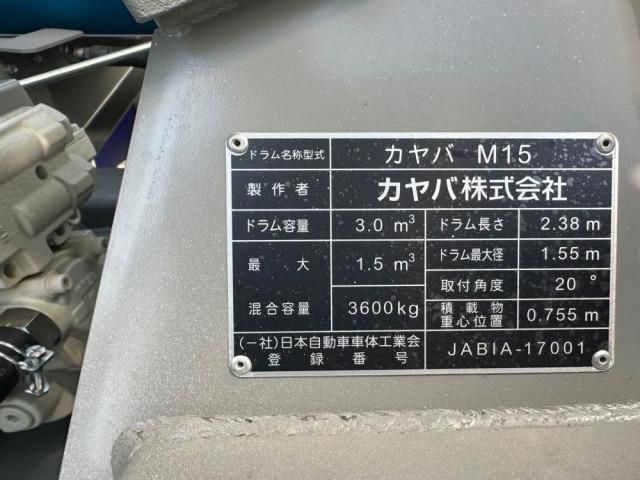 ドラム名称型式 カヤバ M15
製作者 カヤバ株式会社
ドラム容量 3.0 m³ ドラム長さ 2.38 m
最大 1.5 m³ ドラム最大径 1.55 m
取付角度 20°
混合容量 3600kg 積載物
重心位置 0.755 m
(一社)日本自動車車体工業会
登録番号 JABIA-17001